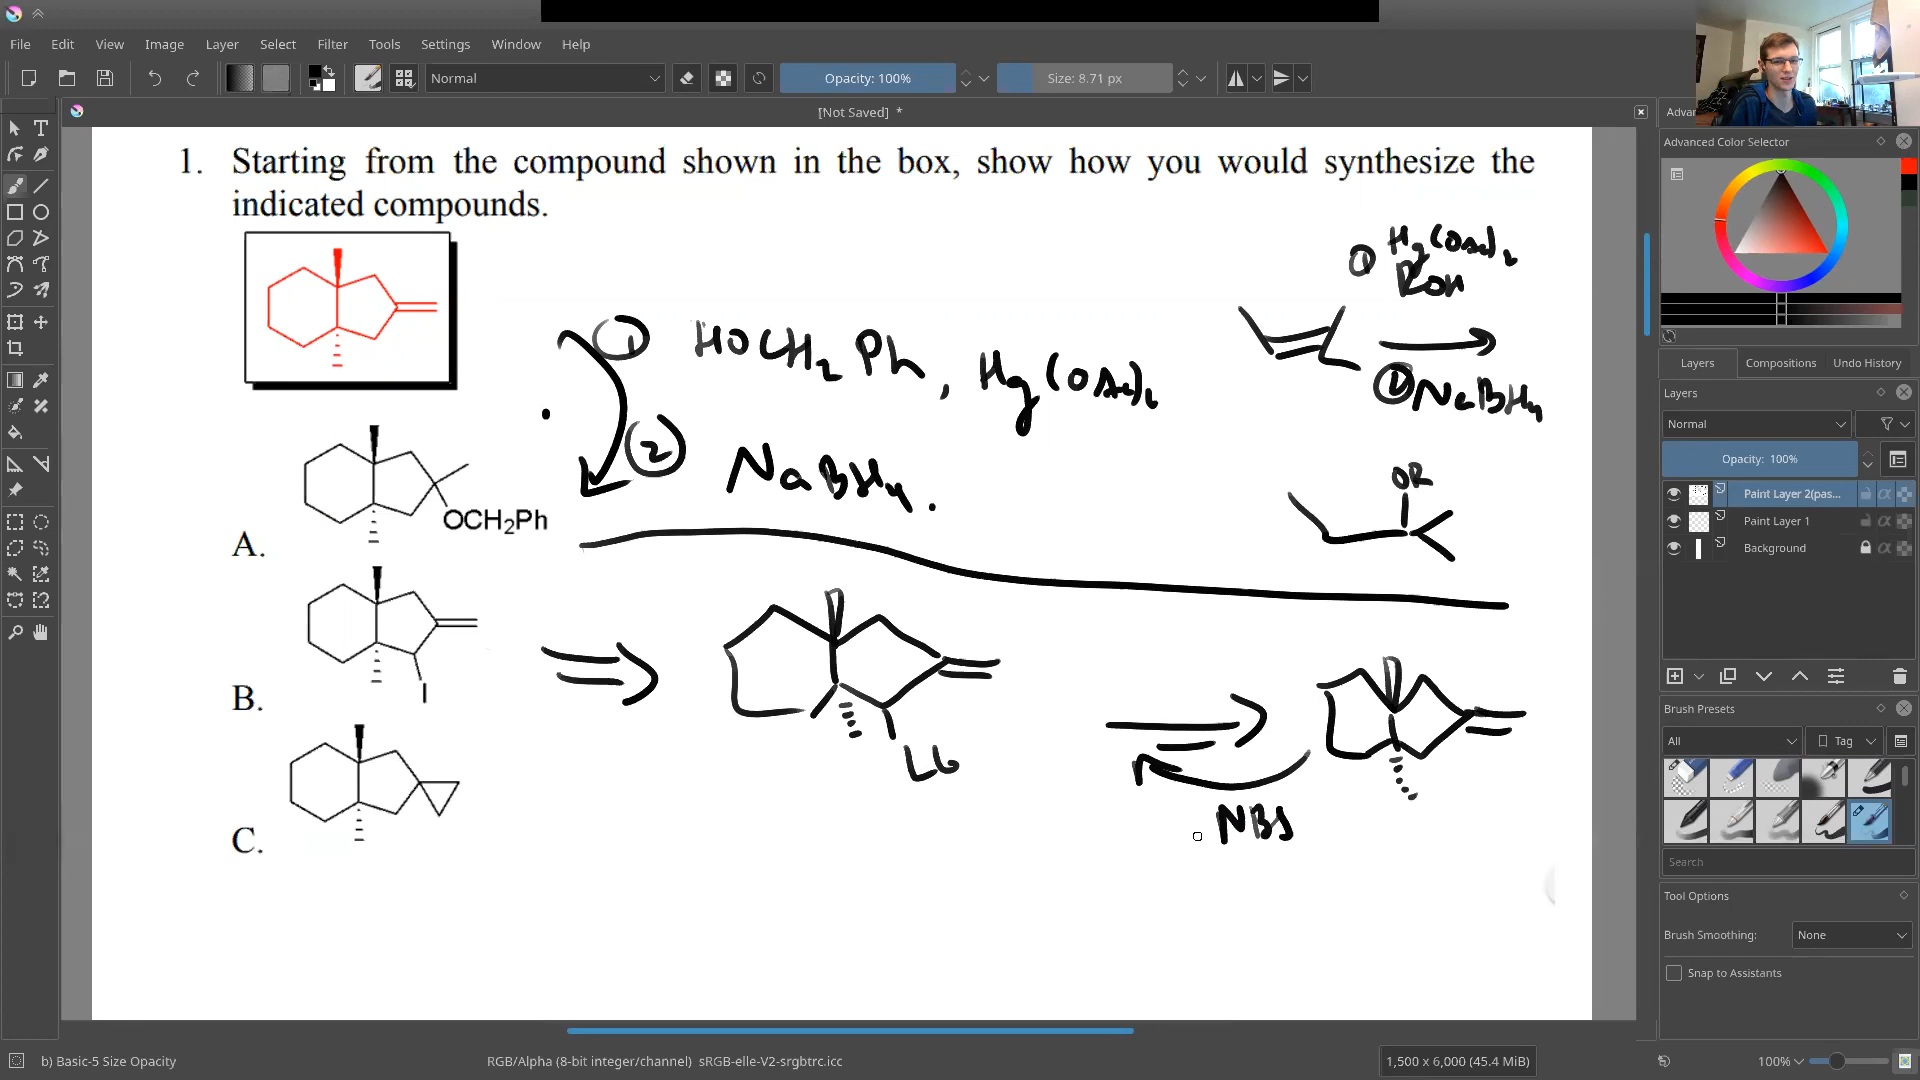 File Edit View Image Layer Select Filter Tools Settings Window Help
Normal Opacity: 100% Size: 8.71 px
[Not Saved] *
1. Starting from the compound shown in the box, show how you would synthesize the
indicated compounds.
① Hg(OAc)2
ROH
② NaBH4
① HOCH2Ph, Hg(OAc)2
② NaBH4.
OR
OCH2Ph
A.
I
B.
LG
NBS
C.
Advanced Color Selector
Layers Compositions Undo History
Layers
Normal
Opacity: 100%
Paint Layer 2(pas...
Paint Layer 1
Background
Brush Presets
All Tag
Search
Tool Options
Brush Smoothing: None
Snap to Assistants
b) Basic-5 Size Opacity
RGB/Alpha (8-bit integer/channel) sRGB-elle-V2-srgbtrc.icc
1,500 x 6,000 (45.4 MiB)
100%